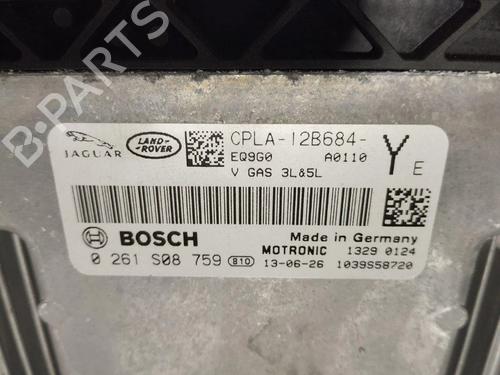 B-PARTS
JAGUAR
LAND-ROVER
CPLA-12B684-
EQ9G0 A0110
V GAS 3L&5L
Y E
BOSCH
Made in Germany
MOTRONIC 1329 0124
0 261 S08 759 B10 13-06-26 1039S58720